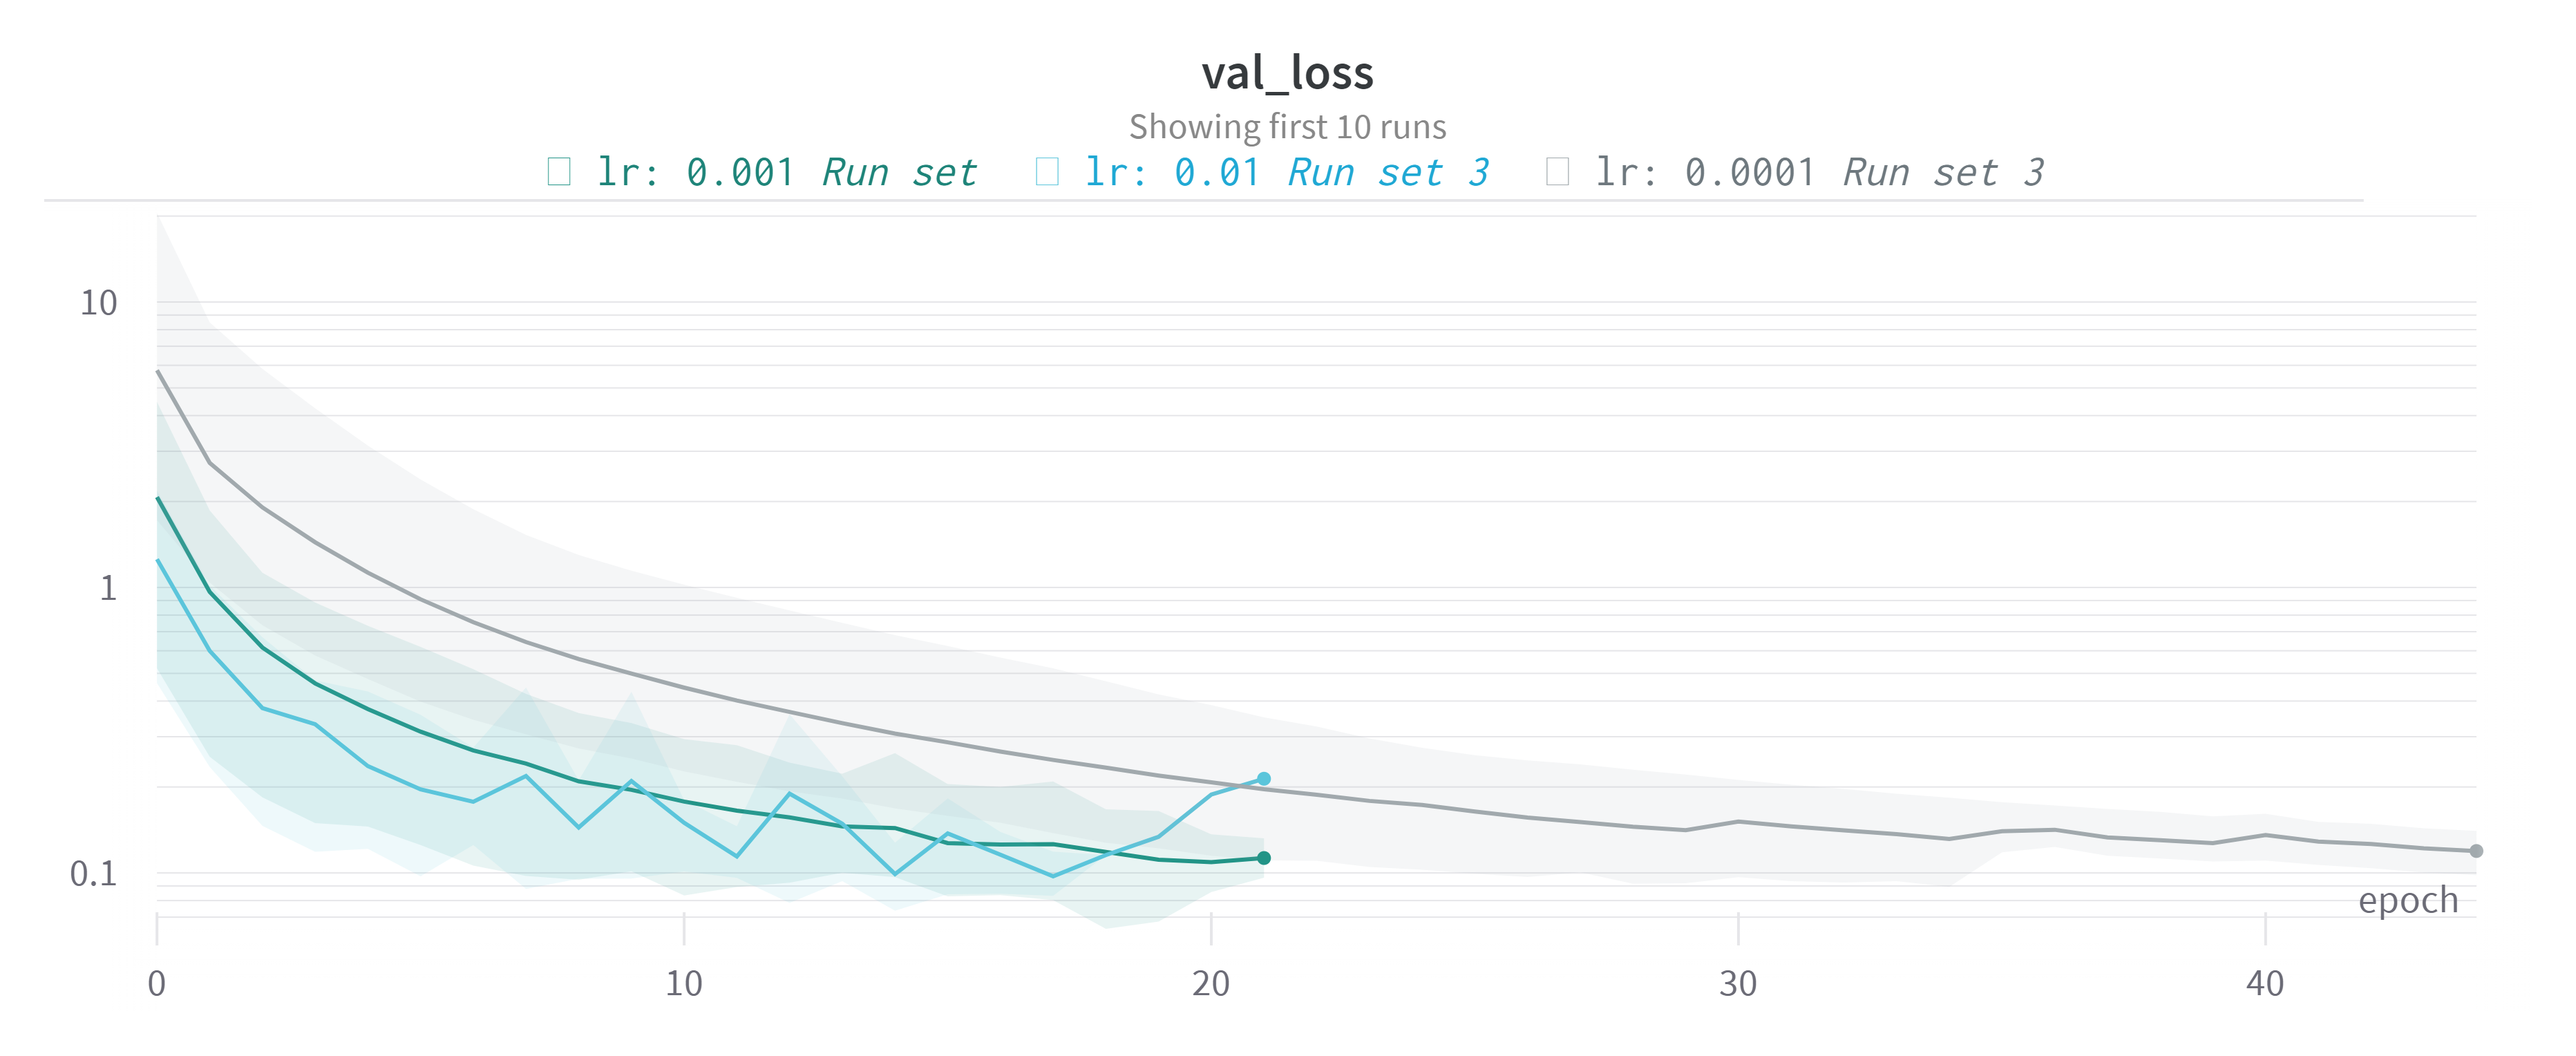 val_loss
Showing first 10 runs
lr: 0.001 Run set lr: 0.01 Run set 3 lr: 0.0001 Run set 3
10
1
0.1
epoch
0 10 20 30 40